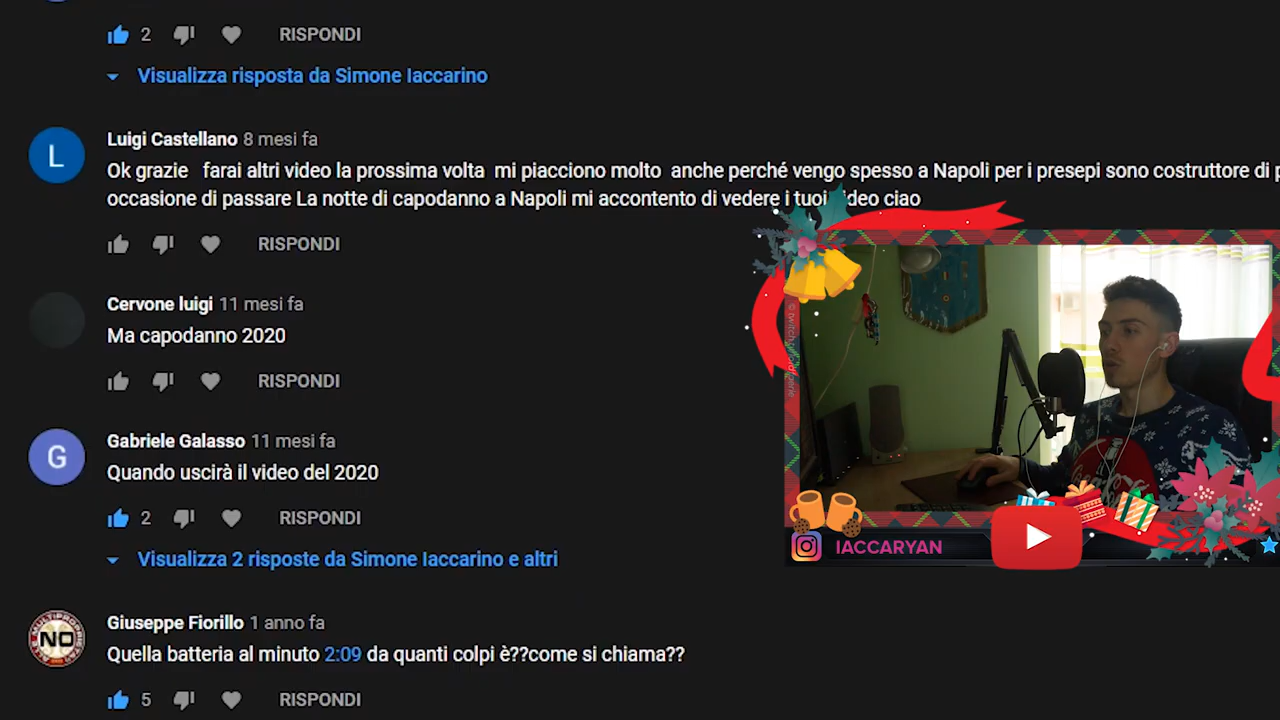 2 RISPONDI
Visualizza risposta da Simone Iaccarino
L
Luigi Castellano 8 mesi fa
Ok grazie farai altri video la prossima volta mi piacciono molto anche perché vengo spesso a Napoli per i presepi sono costruttore di
occasione di passare La notte di capodanno a Napoli mi accontento di vedere i tuoi ciao
RISPONDI
Cervone luigi 11 mesi fa
Ma capodanno 2020
RISPONDI
G
Gabriele Galasso 11 mesi fa
Quando uscirà il video del 2020
2 RISPONDI
Visualizza 2 risposte da Simone Iaccarino e altri
IACCARYAN
NO
Giuseppe Fiorillo 1 anno fa
Quella batteria al minuto 2:09 da quanti colpi è??come si chiama??
5 RISPONDI